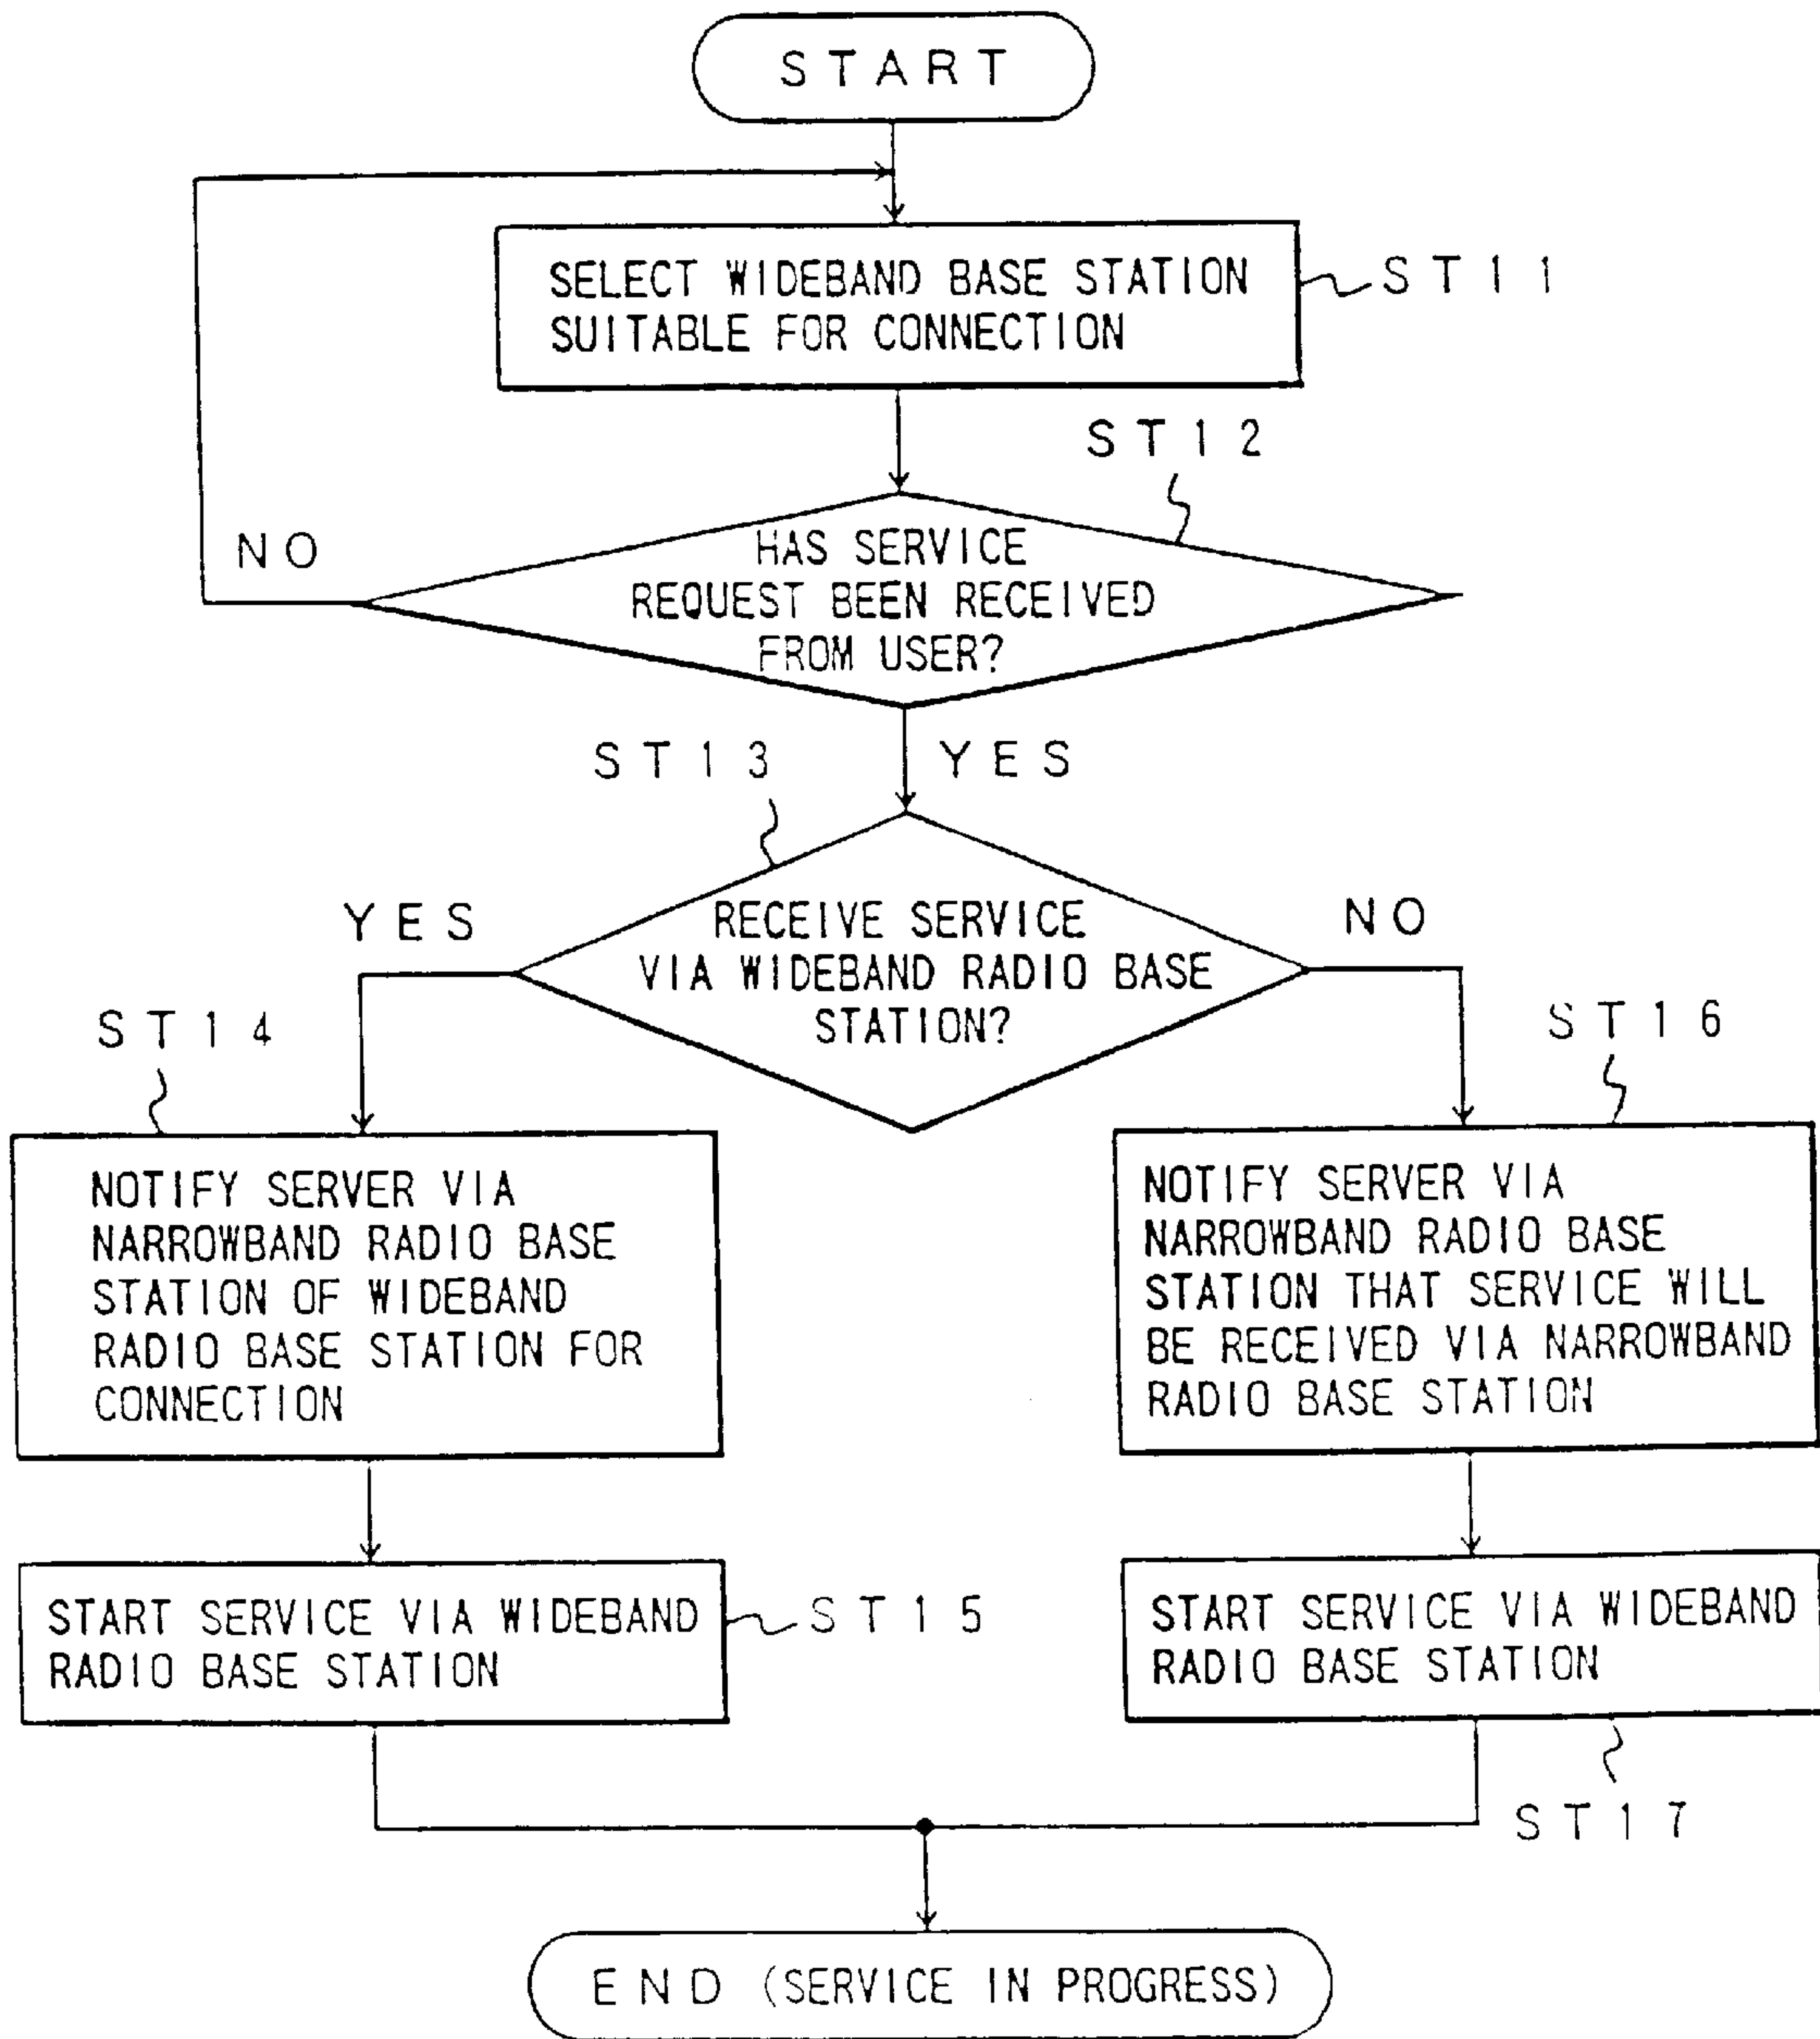 START
SELECT WIDEBAND BASE STATION
SUITABLE FOR CONNECTION
ST11
ST12
HAS SERVICE
REQUEST BEEN RECEIVED
FROM USER?
NO
YES
ST13
RECEIVE SERVICE
VIA WIDEBAND RADIO BASE
STATION?
YES
NO
ST14
NOTIFY SERVER VIA
NARROWBAND RADIO BASE
STATION OF WIDEBAND
RADIO BASE STATION FOR
CONNECTION
ST16
NOTIFY SERVER VIA
NARROWBAND RADIO BASE
STATION THAT SERVICE WILL
BE RECEIVED VIA NARROWBAND
RADIO BASE STATION
START SERVICE VIA WIDEBAND
RADIO BASE STATION
ST15
START SERVICE VIA WIDEBAND
RADIO BASE STATION
ST17
END (SERVICE IN PROGRESS)